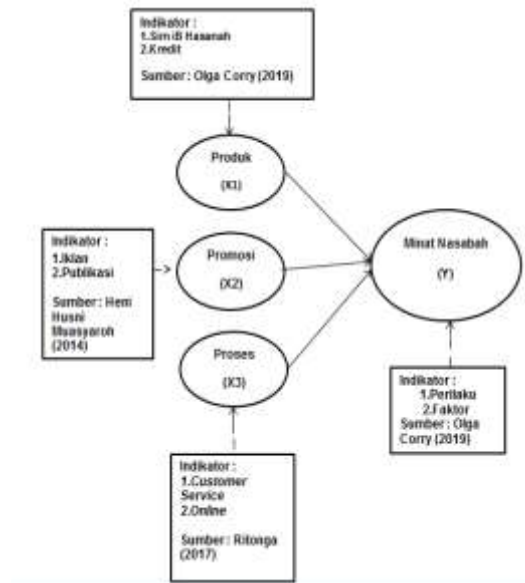 Indikator :
1.Simi B Hasanah
2.Kredit
Sumber : Olga Corry (2019)
Produk
(X1)
Indikator :
1.Iklan
2.Publikasi
Sumber: Heni
Husni
Muasyaroh
(2014)
Promosi
(X2)
Minat Nasabah
(Y)
Proses
(X3)
Indikator :
1.Perilaku
2.Faktor
Sumber : Olga
Corry (2019)
Indikator :
1.Customer
Service
2.Online
Sumber : Ritonga
(2017)